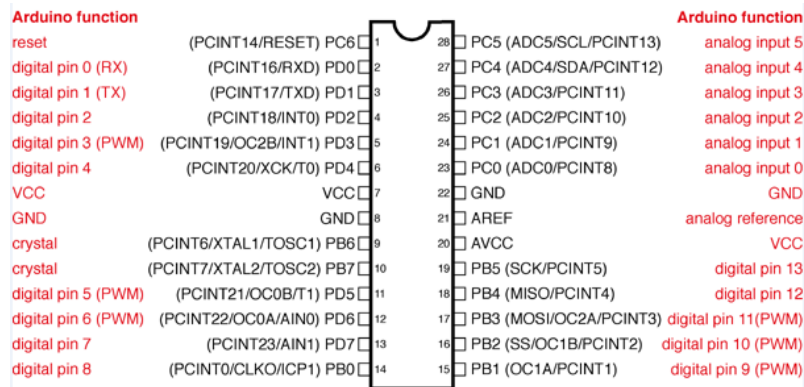 Arduino function Arduino function
reset (PCINT14/RESET) PC6 1 28 PC5 (ADC5/SCL/PCINT13) analog input 5
digital pin 0 (RX) (PCINT16/RXD) PD0 2 27 PC4 (ADC4/SDA/PCINT12) analog input 4
digital pin 1 (TX) (PCINT17/TXD) PD1 3 26 PC3 (ADC3/PCINT11) analog input 3
digital pin 2 (PCINT18/INT0) PD2 4 25 PC2 (ADC2/PCINT10) analog input 2
digital pin 3 (PWM) (PCINT19/OC2B/INT1) PD3 5 24 PC1 (ADC1/PCINT9) analog input 1
digital pin 4 (PCINT20/XCK/T0) PD4 6 23 PC0 (ADC0/PCINT8) analog input 0
VCC VCC 7 22 GND GND
GND GND 8 21 AREF analog reference
crystal (PCINT6/XTAL1/TOSC1) PB6 9 20 AVCC VCC
crystal (PCINT7/XTAL2/TOSC2) PB7 10 19 PB5 (SCK/PCINT5) digital pin 13
digital pin 5 (PWM) (PCINT21/OC0B/T1) PD5 11 18 PB4 (MISO/PCINT4) digital pin 12
digital pin 6 (PWM) (PCINT22/OC0A/AIN0) PD6 12 17 PB3 (MOSI/OC2A/PCINT3) digital pin 11(PWM)
digital pin 7 (PCINT23/AIN1) PD7 13 16 PB2 (SS/OC1B/PCINT2) digital pin 10 (PWM)
digital pin 8 (PCINT0/CLKO/ICP1) PB0 14 15 PB1 (OC1A/PCINT1) digital pin 9 (PWM)